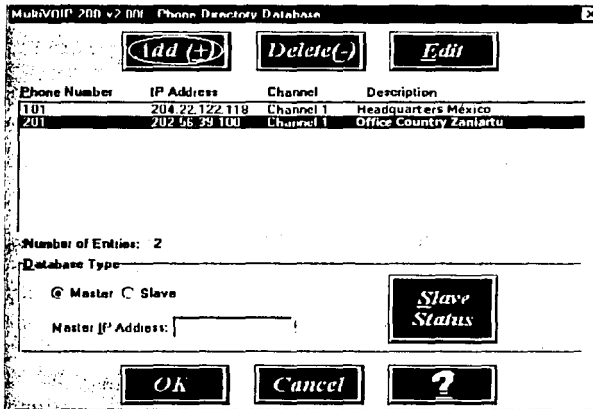 MultiVOIP 200 v2.00f - Phone Directory Database
Add (+) Delete(-) Edit
Phone Number IP Address Channel Description
101 204.22.122.118 Channel 1 Headquarters México
201 202.56.39.100 Channel 1 Office Country Zaniartu
Number of Entries: 2
Database Type
Master Slave
Slave Status
Master IP Address:
OK Cancel ?